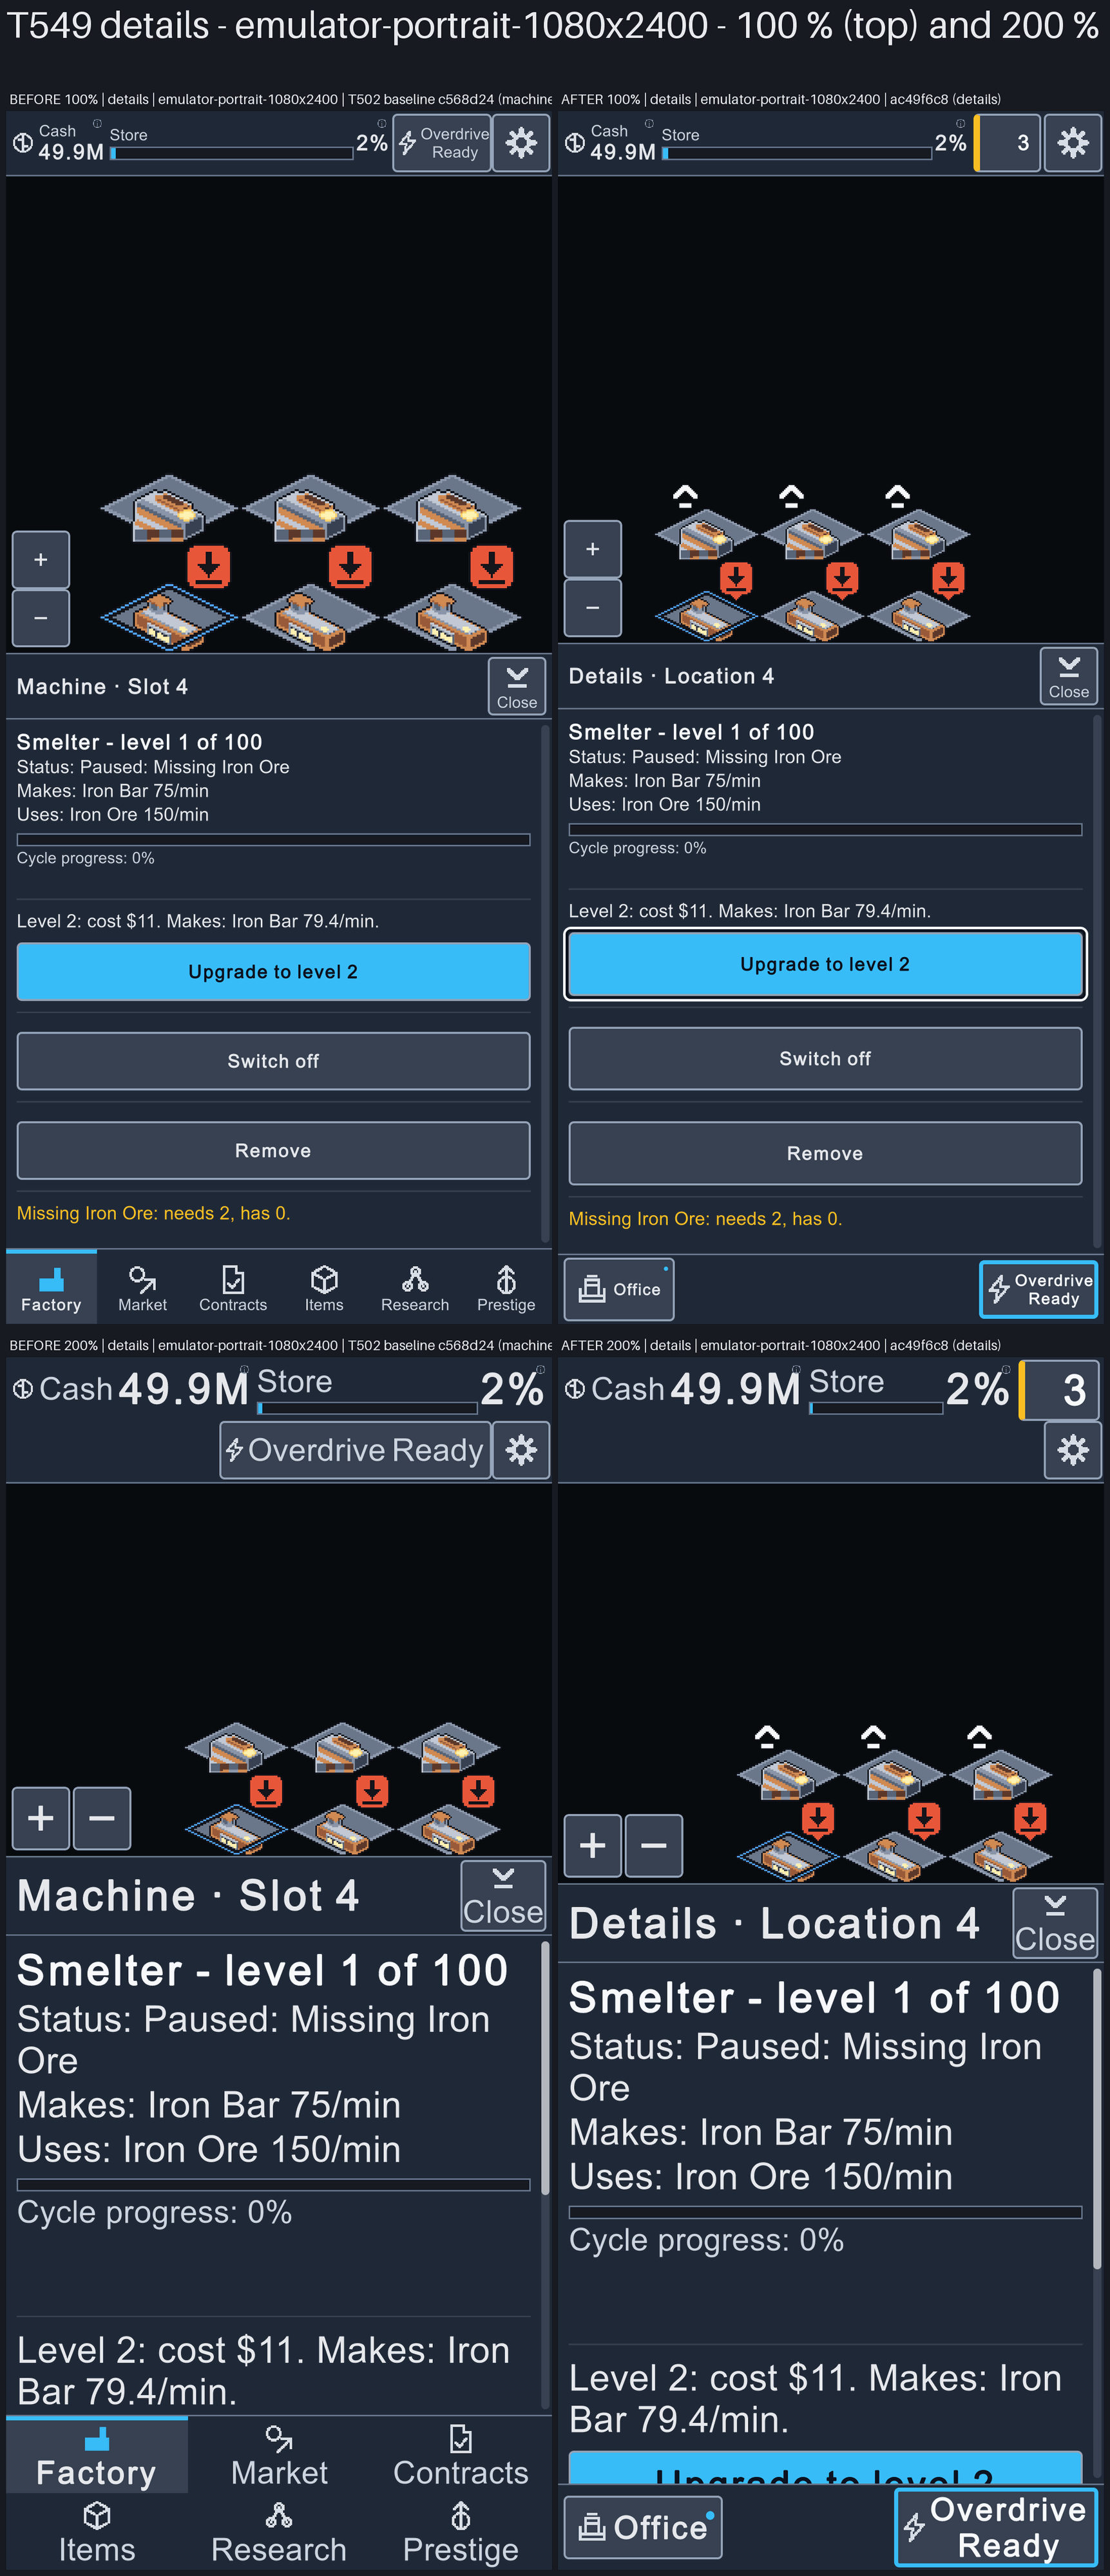 T549 details - emulator-portrait-1080x2400 - 100 % (top) and 200 %
BEFORE 100% | details | emulator-portrait-1080x2400 | T502 baseline c568d24 (machine
Cash
49.9M
Store
2%
Overdrive
Ready
+
−
Machine · Slot 4
Close
Smelter - level 1 of 100
Status: Paused: Missing Iron Ore
Makes: Iron Bar 75/min
Uses: Iron Ore 150/min
Cycle progress: 0%
Level 2: cost $11. Makes: Iron Bar 79.4/min.
Upgrade to level 2
Switch off
Remove
Missing Iron Ore: needs 2, has 0.
Factory
Market
Contracts
Items
Research
Prestige
AFTER 100% | details | emulator-portrait-1080x2400 | ac49f6c8 (details)
Cash
49.9M
Store
2%
3
+
−
Details · Location 4
Close
Smelter - level 1 of 100
Status: Paused: Missing Iron Ore
Makes: Iron Bar 75/min
Uses: Iron Ore 150/min
Cycle progress: 0%
Level 2: cost $11. Makes: Iron Bar 79.4/min.
Upgrade to level 2
Switch off
Remove
Missing Iron Ore: needs 2, has 0.
Office
Overdrive
Ready
BEFORE 200% | details | emulator-portrait-1080x2400 | T502 baseline c568d24 (machine
Cash 49.9M
Store
2%
Overdrive Ready
+
−
Machine · Slot 4
Close
Smelter - level 1 of 100
Status: Paused: Missing Iron
Ore
Makes: Iron Bar 75/min
Uses: Iron Ore 150/min
Cycle progress: 0%
Level 2: cost $11. Makes: Iron
Bar 79.4/min.
Factory
Market
Contracts
Items
Research
Prestige
AFTER 200% | details | emulator-portrait-1080x2400 | ac49f6c8 (details)
Cash 49.9M
Store
2%
3
+
−
Details · Location 4
Close
Smelter - level 1 of 100
Status: Paused: Missing Iron
Ore
Makes: Iron Bar 75/min
Uses: Iron Ore 150/min
Cycle progress: 0%
Level 2: cost $11. Makes: Iron
Bar 79.4/min.
Upgrade to level 2
Office
Overdrive
Ready